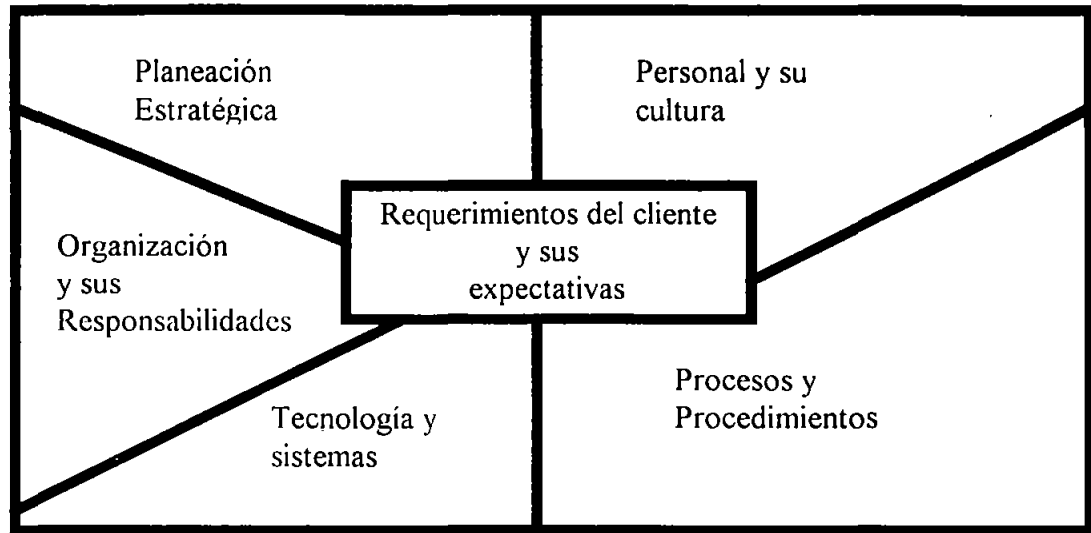 Planeación
Estratégica
Personal y su
cultura
Requerimientos del cliente
y sus
expectativas
Organización
y sus
Responsabilidades
Tecnología y
sistemas
Procesos y
Procedimientos